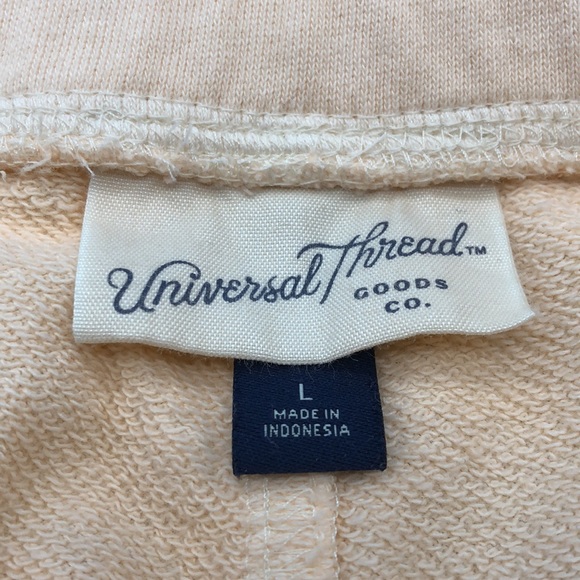 Universal Thread™
GOODS
CO.
L
MADE IN
INDONESIA